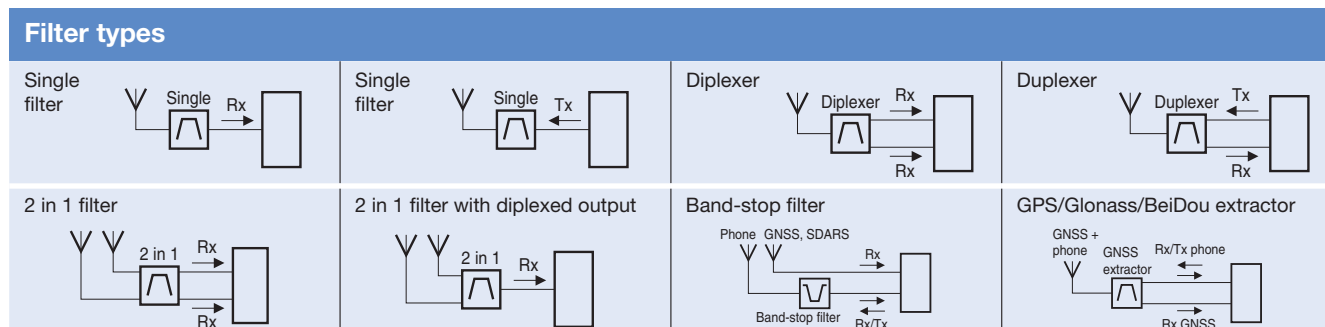 Filter types
Single
filter
Single
Rx
Single
filter
Single
Tx
Diplexer
Diplexer
Rx
Rx
Duplexer
Duplexer
Tx
Rx
2 in 1 filter
2 in 1
Rx
Rx
2 in 1 filter with diplexed output
2 in 1
Rx
Band-stop filter
Phone GNSS, SDARS
Rx
Band-stop filter
Rx/Tx
GPS/Glonass/BeiDou extractor
GNSS +
phone
GNSS
extractor
Rx/Tx phone
Rx GNSS